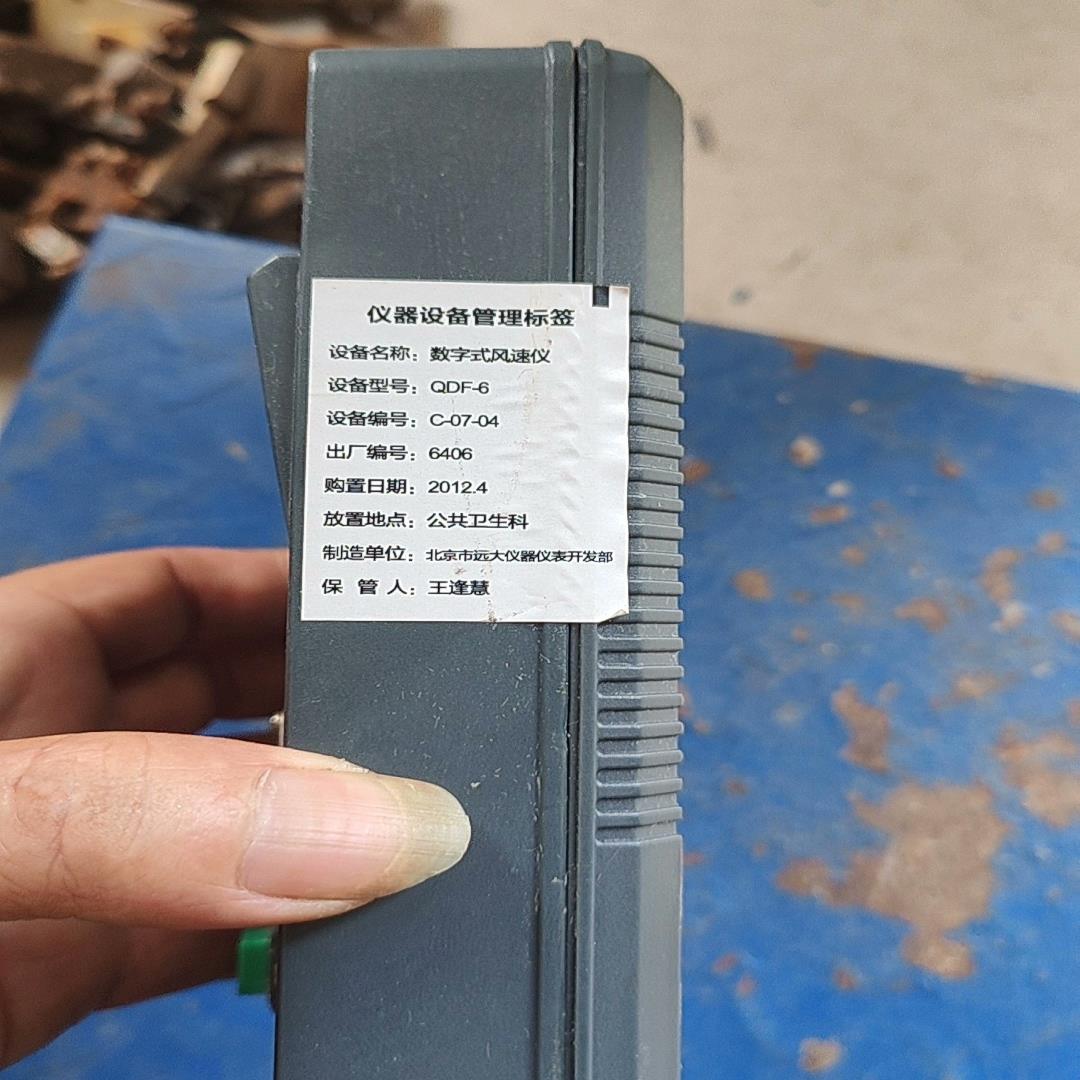 仪器设备管理标签
设备名称：数字式风速仪
设备型号：QDF-6
设备编号：C-07-04
出厂编号：6406
购置日期：2012.4
放置地点：公共卫生科
制造单位：北京市远大仪器仪表开发部
保 管 人：王逢慧